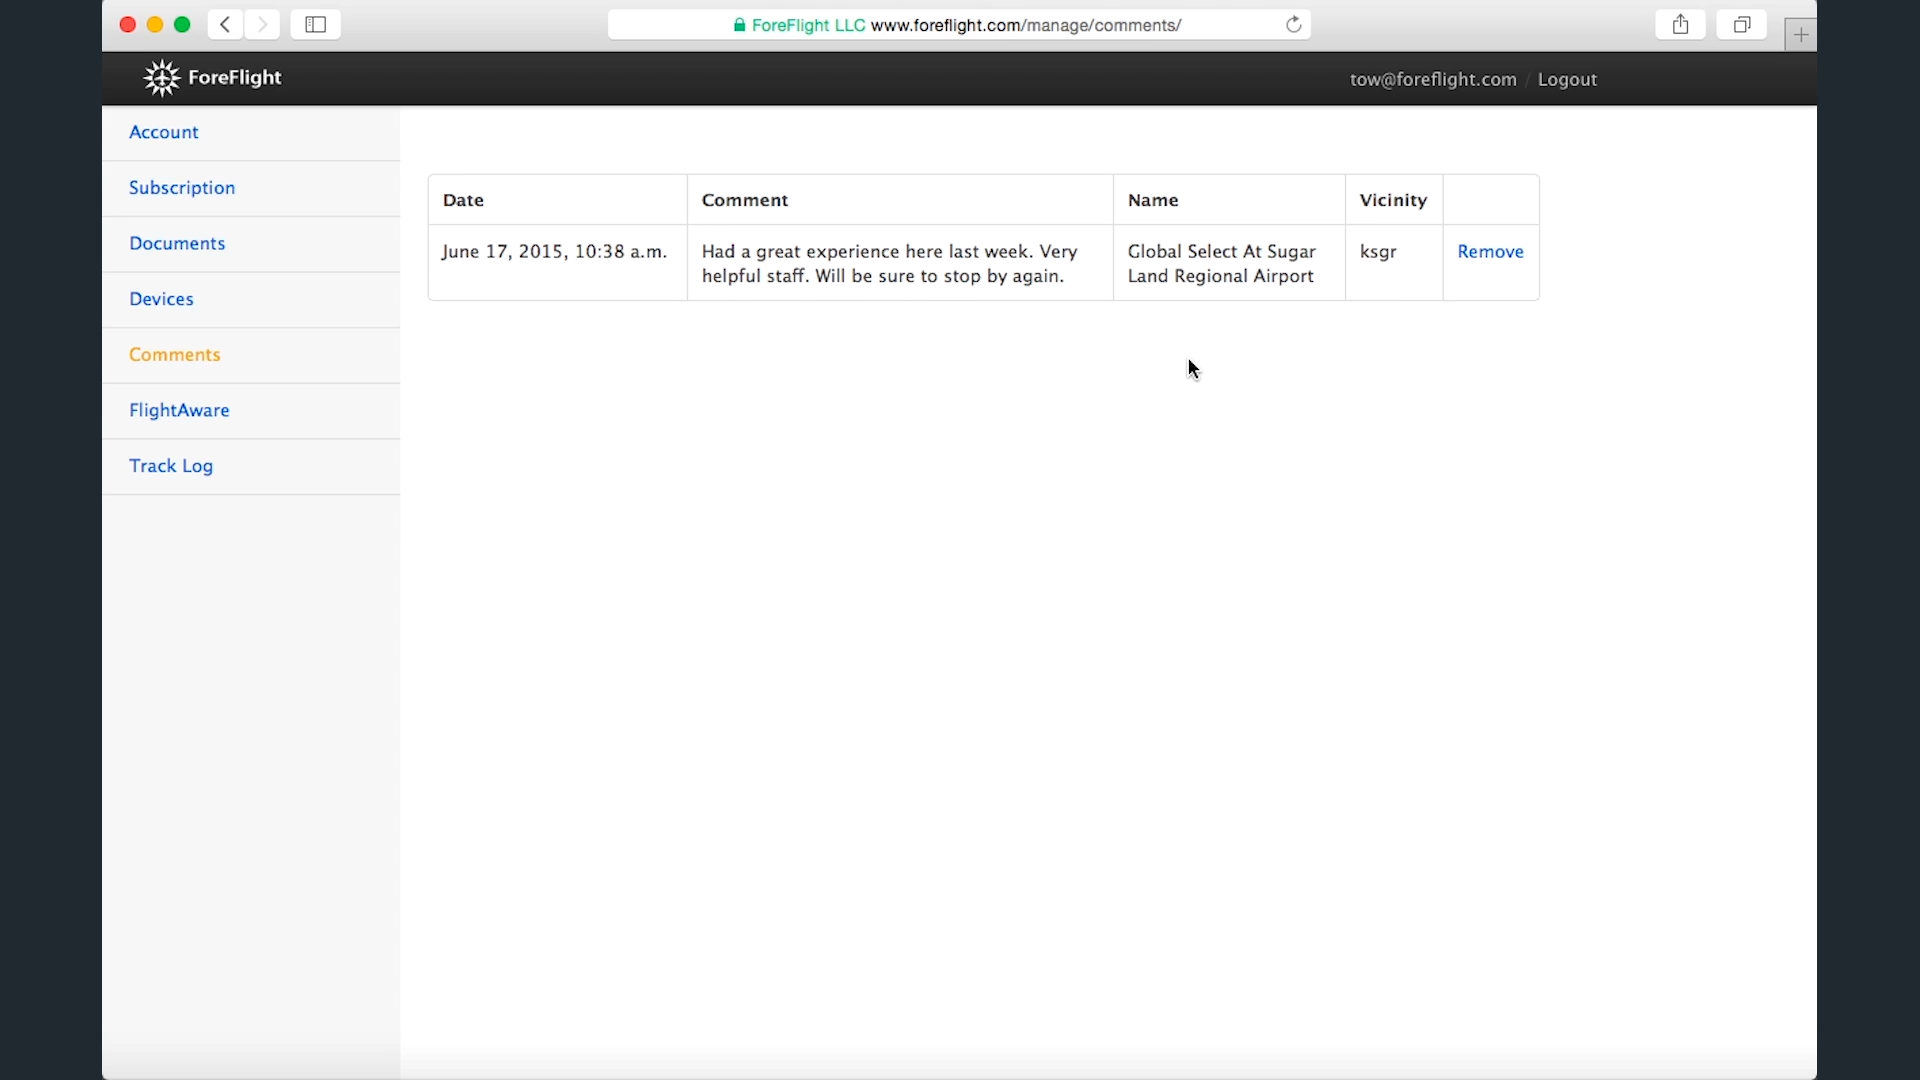 ForeFlight LLC www.foreflight.com/manage/comments/
ForeFlight
tow@foreflight.com / Logout
Account
Subscription
Documents
Devices
Comments
FlightAware
Track Log
Date Comment Name Vicinity
June 17, 2015, 10:38 a.m. Had a great experience here last week. Very Global Select At Sugar ksgr Remove
helpful staff. Will be sure to stop by again. Land Regional Airport